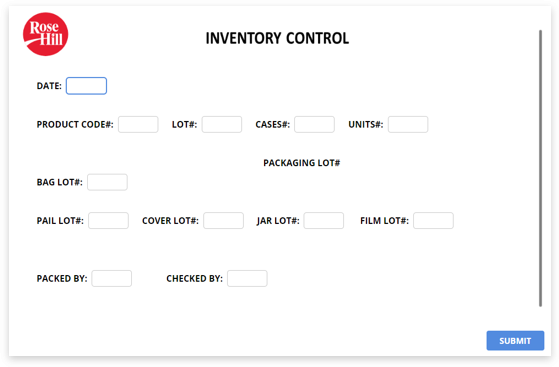 Rose
Hill
INVENTORY CONTROL
DATE:
PRODUCT CODE#: LOT#: CASES#: UNITS#:
PACKAGING LOT#
BAG LOT#:
PAIL LOT#: COVER LOT#: JAR LOT#: FILM LOT#:
PACKED BY: CHECKED BY:
SUBMIT